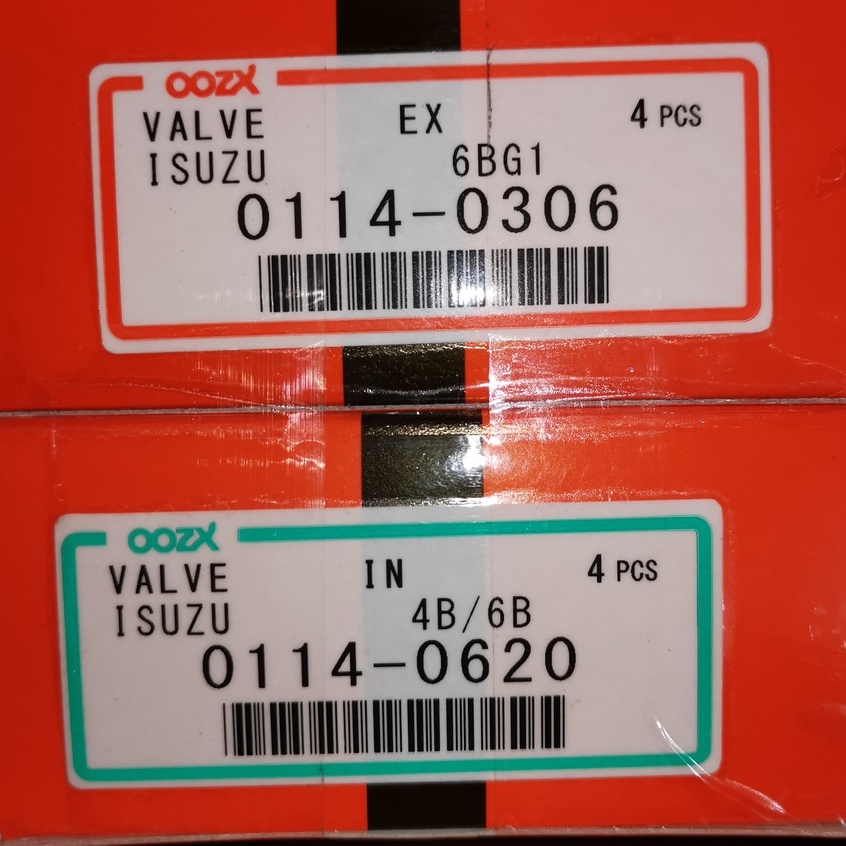 OOZX
VALVE EX 4 PCS
ISUZU 6BG1
0114-0306
OOZX
VALVE IN 4 PCS
ISUZU 4B/6B
0114-0620